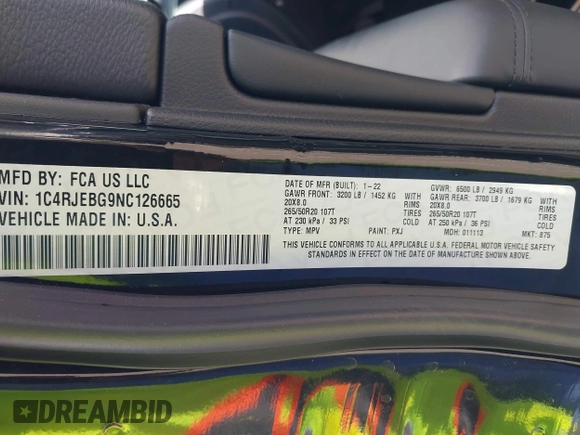 MFD BY: FCA US LLC
VIN: 1C4RJEBG9NC126665
VEHICLE MADE IN: U.S.A.
DATE OF MFR (BUILT): 1-22 GVWR: 6500 LB / 2949 KG
GAWR FRONT: 3200 LB / 1452 KG WITH GAWR REAR: 3700 LB / 1679 KG WITH
20X8.0 RIMS 20X8.0 RIMS
265/50R20 107T 265/50R20 107T
AT 230 kPa / 33 PSI COLD AT 250 kPa / 36 PSI COLD
TYPE: MPV PAINT: PXJ MDH: 011113 MKT: 875
THIS VEHICLE CONFORMS TO ALL APPLICABLE U.S.A. FEDERAL MOTOR VEHICLE SAFETY
STANDARDS IN EFFECT ON THE DATE OF MANUFACTURE SHOWN ABOVE.
DREAMBID